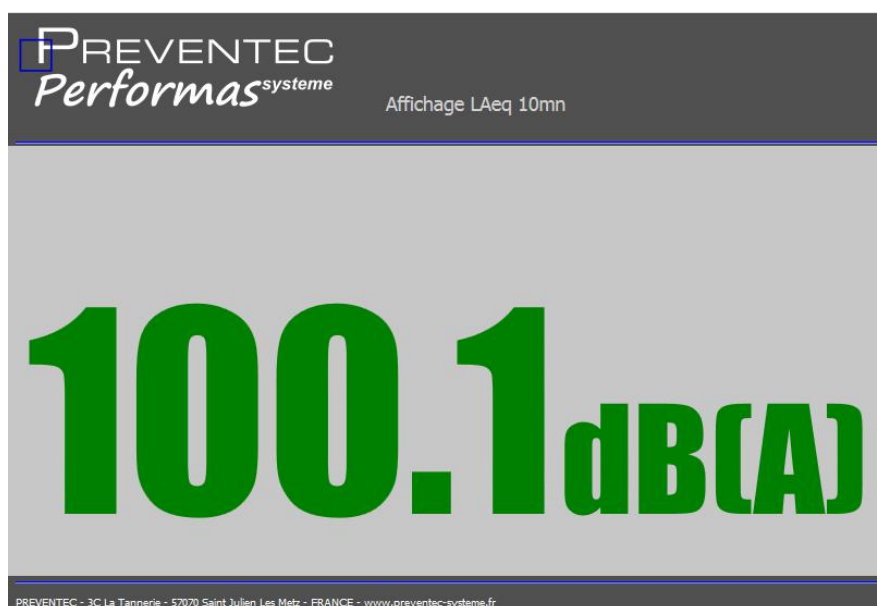 PREVENTEC
Performas systeme
Affichage LAeq 10mn
100.1 dB(A)
PREVENTEC - 3C La Tannerie - 57070 Saint Julien Les Metz - FRANCE - www.preventec-systeme.fr